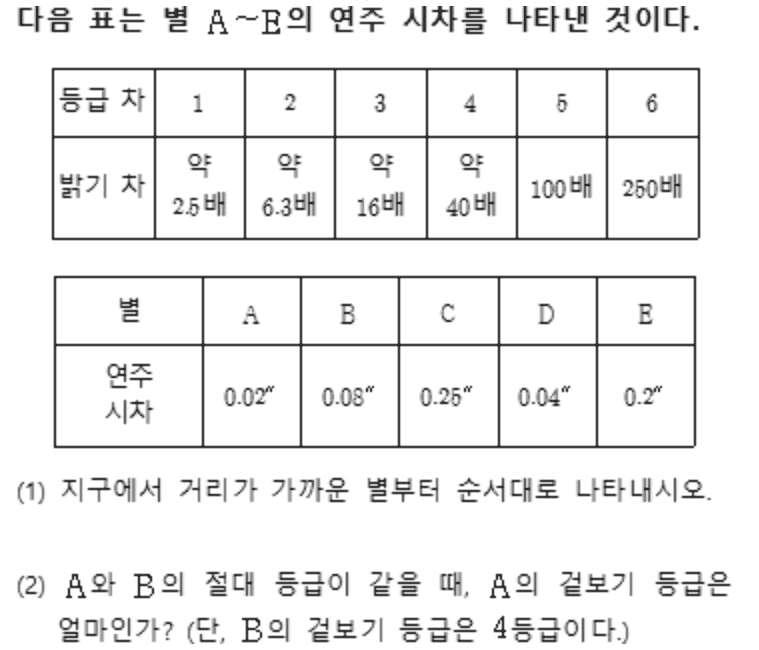 다음 표는 별 A~E의 연주 시차를 나타낸 것이다.
등급 차 1 2 3 4 5 6
밝기 차 약 2.5배 약 6.3배 약 16배 약 40배 100배 250배
별 A B C D E
연주 시차 0.02″ 0.08″ 0.25″ 0.04″ 0.2″
(1) 지구에서 거리가 가까운 별부터 순서대로 나타내시오.
(2) A와 B의 절대 등급이 같을 때, A의 겉보기 등급은
얼마인가? (단, B의 겉보기 등급은 4등급이다.)